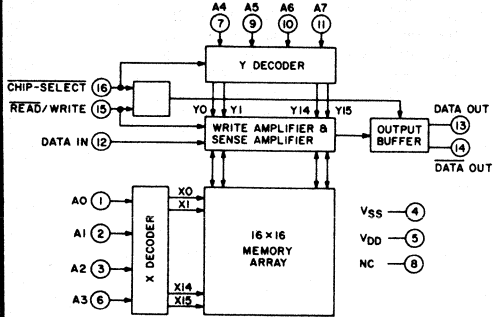 A4 A5 A6 A7
7 9 10 11
Y DECODER
CHIP-SELECT 16
READ/WRITE 15
Y0 Y1 Y14 Y15
DATA IN 12
WRITE AMPLIFIER &
SENSE AMPLIFIER
OUTPUT
BUFFER
DATA OUT
13
14
DATA OUT
A0 1
A1 2
A2 3
A3 6
X DECODER
X0
X1
X14
X15
16×16
MEMORY
ARRAY
VSS 4
VDD 5
NC 8